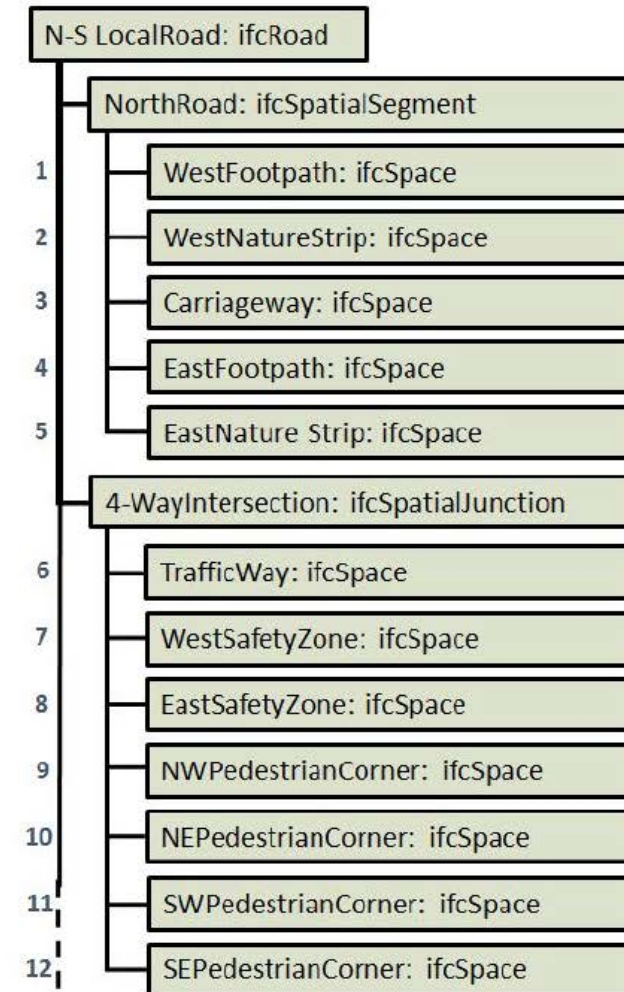 N-S LocalRoad: ifcRoad
NorthRoad: ifcSpatialSegment
1 WestFootpath: ifcSpace
2 WestNatureStrip: ifcSpace
3 Carriageway: ifcSpace
4 EastFootpath: ifcSpace
5 EastNature Strip: ifcSpace
4-WayIntersection: ifcSpatialJunction
6 TrafficWay: ifcSpace
7 WestSafetyZone: ifcSpace
8 EastSafetyZone: ifcSpace
9 NWPedestrianCorner: ifcSpace
10 NEPedestrianCorner: ifcSpace
11 SWPedestrianCorner: ifcSpace
12 SEPedestrianCorner: ifcSpace